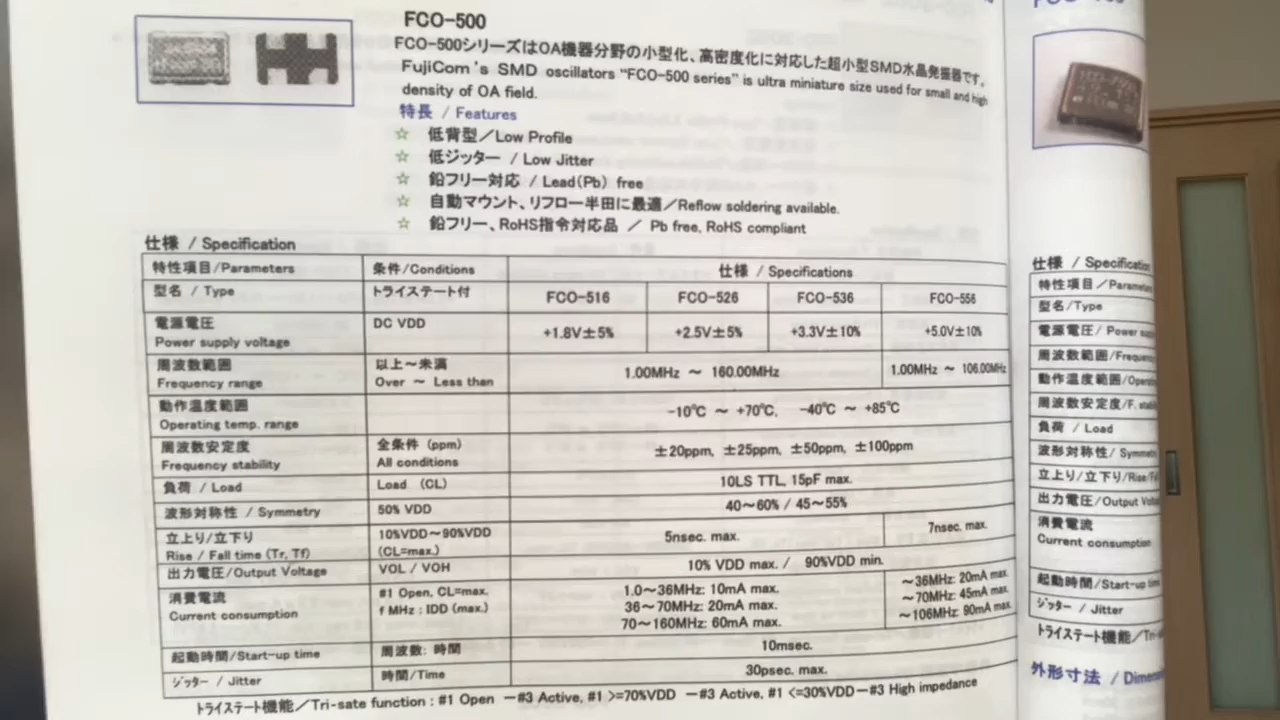 FCO-500
FCO-500シリーズはOA機器分野の小型化、高密度化に対応した超小型SMD水晶発振器です。
FujiCom's SMD oscillators "FCO-500 series" is ultra miniature size used for small and high
density of OA field.
特長 / Features
☆ 低背型/Low Profile
☆ 低ジッター / Low Jitter
☆ 鉛フリー対応 / Lead(Pb) free
☆ 自動マウント、リフロー半田に最適/Reflow soldering available.
☆ 鉛フリー、RoHS指令対応品 / Pb free, RoHS compliant
仕様 / Specification
特性項目/Parameters 条件/Conditions 仕様 / Specifications
型名 / Type トライステート付 FCO-516 FCO-526 FCO-536 FCO-556
電源電圧 DC VDD +1.8V±5% +2.5V±5% +3.3V±10% +5.0V±10%
Power supply voltage
周波数範囲 以上~未満 1.00MHz ~ 160.00MHz 1.00MHz ~ 106.00MHz
Frequency range Over ~ Less than
動作温度範囲 -10℃ ~ +70℃, -40℃ ~ +85℃
Operating temp. range
周波数安定度 全条件 (ppm) ±20ppm, ±25ppm, ±50ppm, ±100ppm
Frequency stability All conditions
負荷 / Load Load (CL) 10LS TTL, 15pF max.
波形対称性 / Symmetry 50% VDD 40~60% / 45~55%
立上り/立下り 10%VDD~90%VDD 5nsec. max. 7nsec. max.
Rise / Fall time (Tr, Tf) (CL=max.)
出力電圧/Output Voltage VOL / VOH 10% VDD max. / 90%VDD min.
消費電流 #1 Open, CL=max. 1.0~36MHz: 10mA max. ~36MHz: 20mA max.
Current consumption f MHz : IDD (max.) 36~70MHz: 20mA max. ~70MHz: 45mA max.
70~160MHz: 60mA max. ~106MHz: 90mA max.
起動時間/Start-up time 周波数: 時間 10msec.
ジッター / Jitter 時間/Time 30psec. max.
トライステート機能/Tri-sate function : #1 Open -#3 Active, #1 >=70%VDD -#3 Active, #1 <=30%VDD-#3 High impedance
仕様 / Specification
特性項目/Parameters
型名/Type
電源電圧/ Power
周波数範囲/
動作温度範囲/
周波数安定度/F.
負荷 / Load
波形対称性/
立上り/立下り/Rise/
出力電圧/Output
消費電流
Current consumption
起動時間/Start-up
ジッター / Jitter
トライステート機能/
外形寸法 /